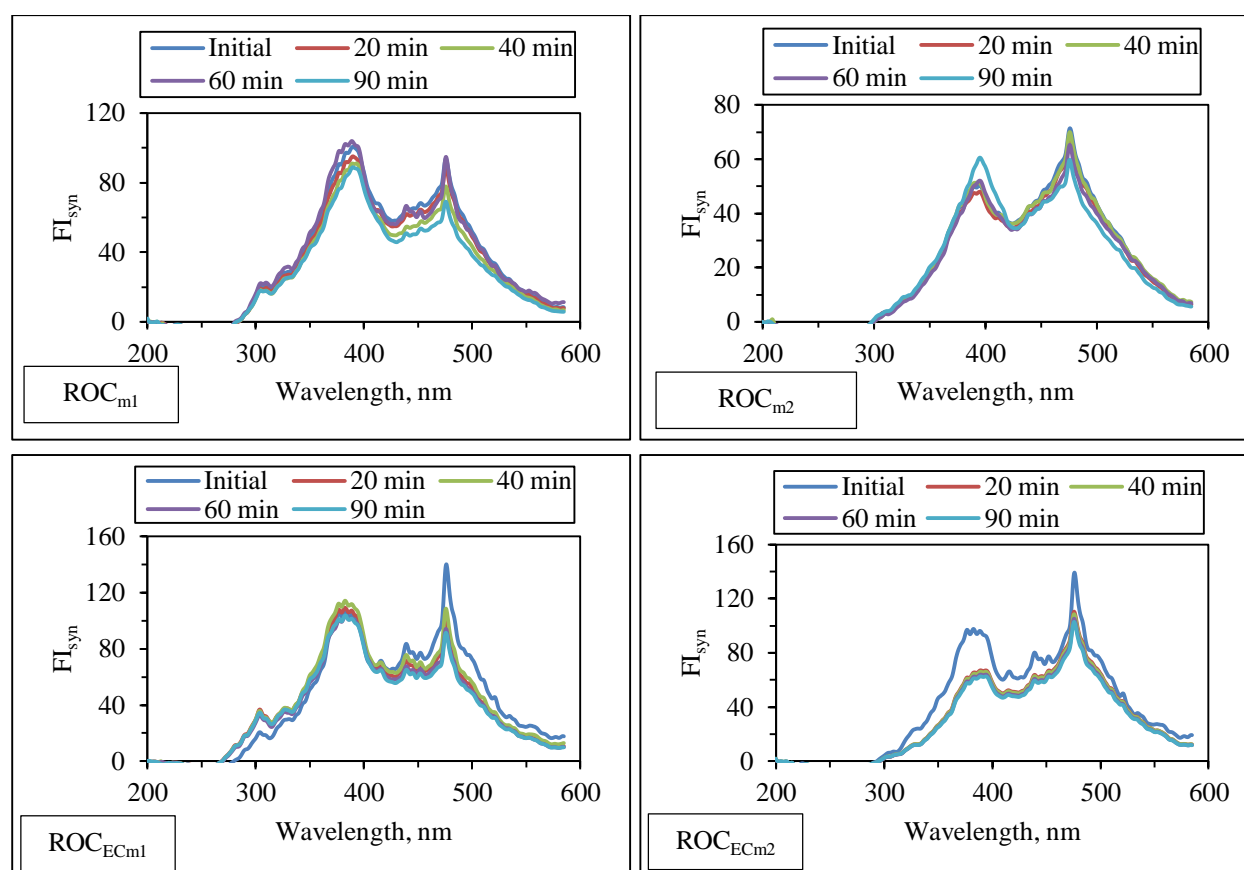 Initial 20 min 40 min
60 min 90 min
120
80
40
0
FIsyn
200 300 400 500 600
Wavelength, nm
ROCm1
Initial 20 min 40 min
60 min 90 min
80
60
40
20
0
FIsyn
200 300 400 500 600
Wavelength, nm
ROCm2
Initial 20 min 40 min
60 min 90 min
160
120
80
40
0
FIsyn
200 300 400 500 600
Wavelength, nm
ROCECm1
Initial 20 min 40 min
60 min 90 min
160
120
80
40
0
FIsyn
200 300 400 500 600
Wavelength, nm
ROCECm2